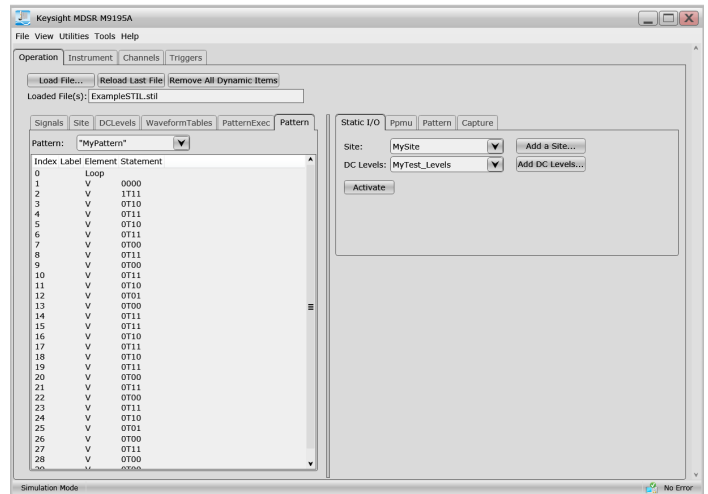 Keysight MDSR M9195A
File View Utilities Tools Help
Operation Instrument Channels Triggers
Load File... Reload Last File Remove All Dynamic Items
Loaded File(s): ExampleSTIL.stil
Signals Site DCLevels WaveformTables PatternExec Pattern
Pattern: "MyPattern"
Index Label Element Statement
0 Loop
1 V 0000
2 V 1T11
3 V 0T10
4 V 0T11
5 V 0T10
6 V 0T11
7 V 0T00
8 V 0T11
9 V 0T00
10 V 0T11
11 V 0T10
12 V 0T01
13 V 0T00
14 V 0T11
15 V 0T11
16 V 0T10
17 V 0T11
18 V 0T10
19 V 0T11
20 V 0T00
21 V 0T11
22 V 0T00
23 V 0T11
24 V 0T10
25 V 0T01
26 V 0T00
27 V 0T11
28 V 0T00
29 V 0T00
Static I/O Ppmu Pattern Capture
Site: MySite Add a Site...
DC Levels: MyTest_Levels Add DC Levels...
Activate
Simulation Mode No Error